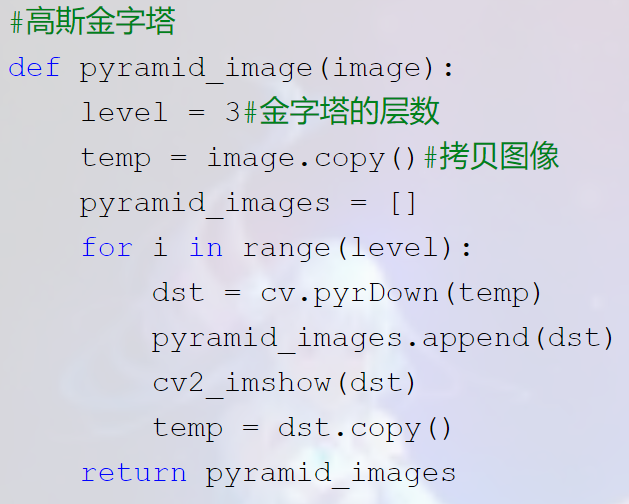 #高斯金字塔
def pyramid_image(image):
    level = 3#金字塔的层数
    temp = image.copy()#拷贝图像
    pyramid_images = []
    for i in range(level):
        dst = cv.pyrDown(temp)
        pyramid_images.append(dst)
        cv2_imshow(dst)
        temp = dst.copy()
    return pyramid_images